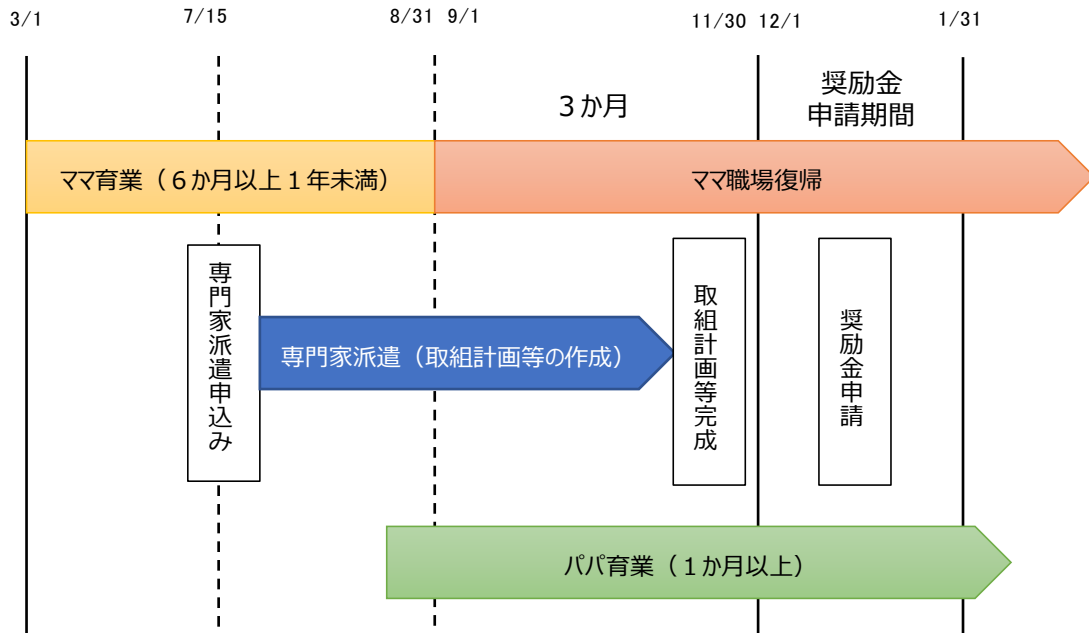 3/1
7/15
8/31
9/1
11/30
12/1
1/31
3か月
奨励金
申請期間
ママ育業（６か月以上１年未満）
ママ職場復帰
専門家派遣申込み
専門家派遣（取組計画等の作成）
取組計画等完成
奨励金申請
パパ育業（１か月以上）